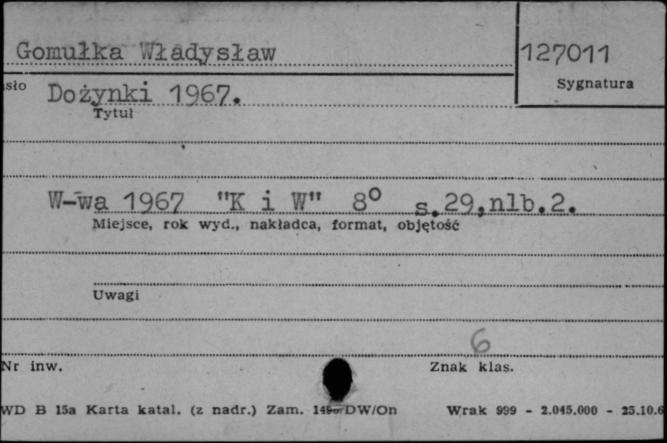 Gomułka Władysław
127011
sło
Sygnatura
Dożynki 1967.
Tytuł
W-wa 1967 "K i W" 8° s.29,nlb.2.
Miejsce, rok wyd., nakładca, format, objętość
Uwagi
6
Nr inw.
Znak klas.
WD B 15a Karta katal. (z nadr.) Zam. DW/On Wrak 999 - 2.045.000 - 25.10.6